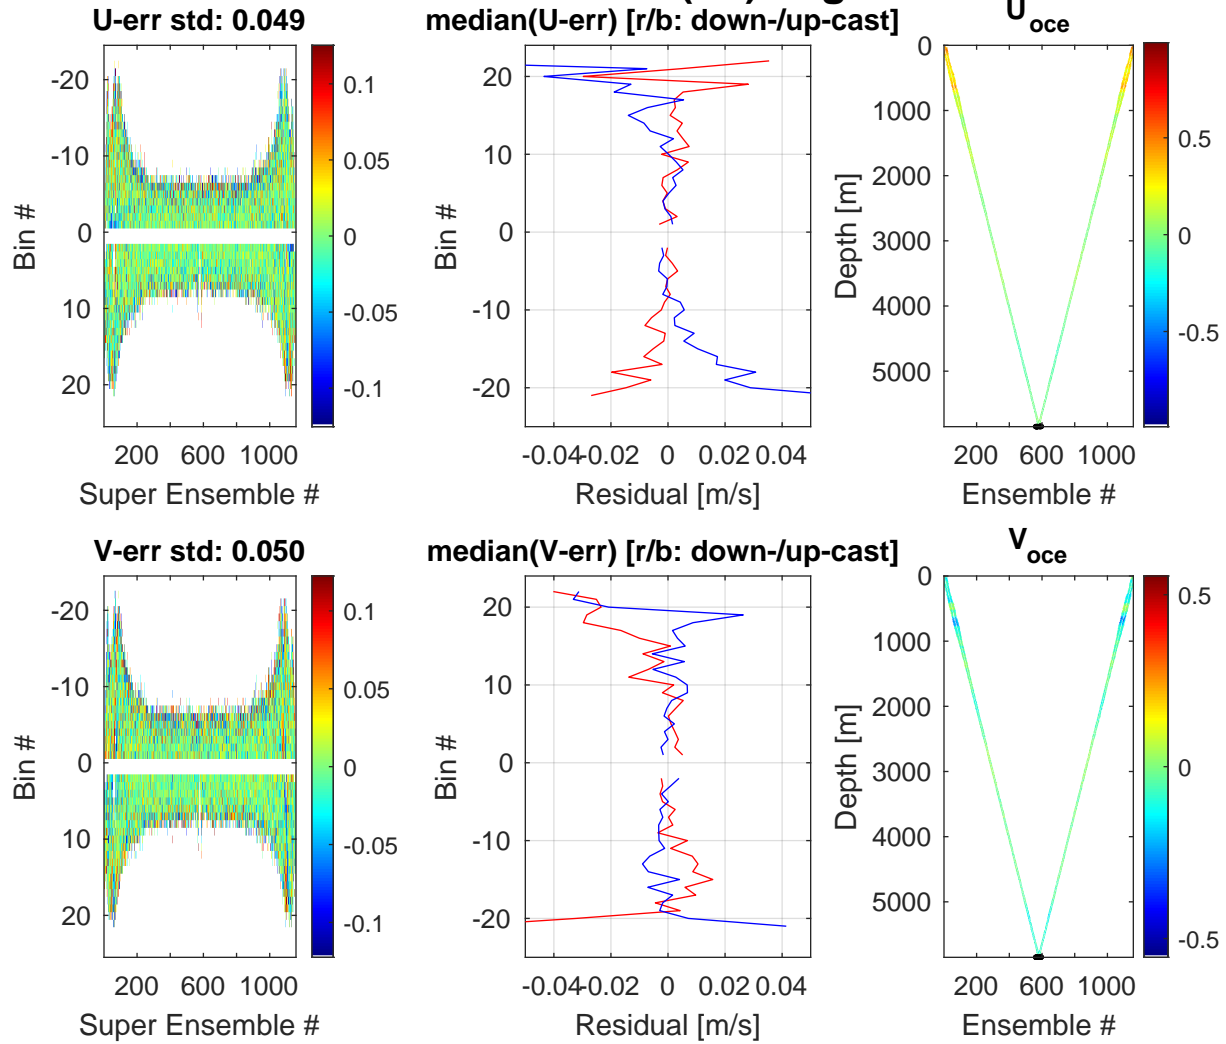 U-err std: 0.049
-20
-10
0
10
20
200 600 1000
Bin #
Super Ensemble #
0.1
0.05
0
-0.05
-0.1
median(U-err) [r/b: down-/up-cast]
20
10
0
-10
-20
-0.04 -0.02 0 0.02 0.04
Bin #
Residual [m/s]
U_oce
0
1000
2000
3000
4000
5000
200 600 1000
Depth [m]
Ensemble #
0.5
0
-0.5
V-err std: 0.050
-20
-10
0
10
20
200 600 1000
Bin #
Super Ensemble #
0.1
0.05
0
-0.05
-0.1
median(V-err) [r/b: down-/up-cast]
20
10
0
-10
-20
-0.04 -0.02 0 0.02 0.04
Bin #
Residual [m/s]
V_oce
0
1000
2000
3000
4000
5000
200 600 1000
Depth [m]
Ensemble #
0.5
0
-0.5